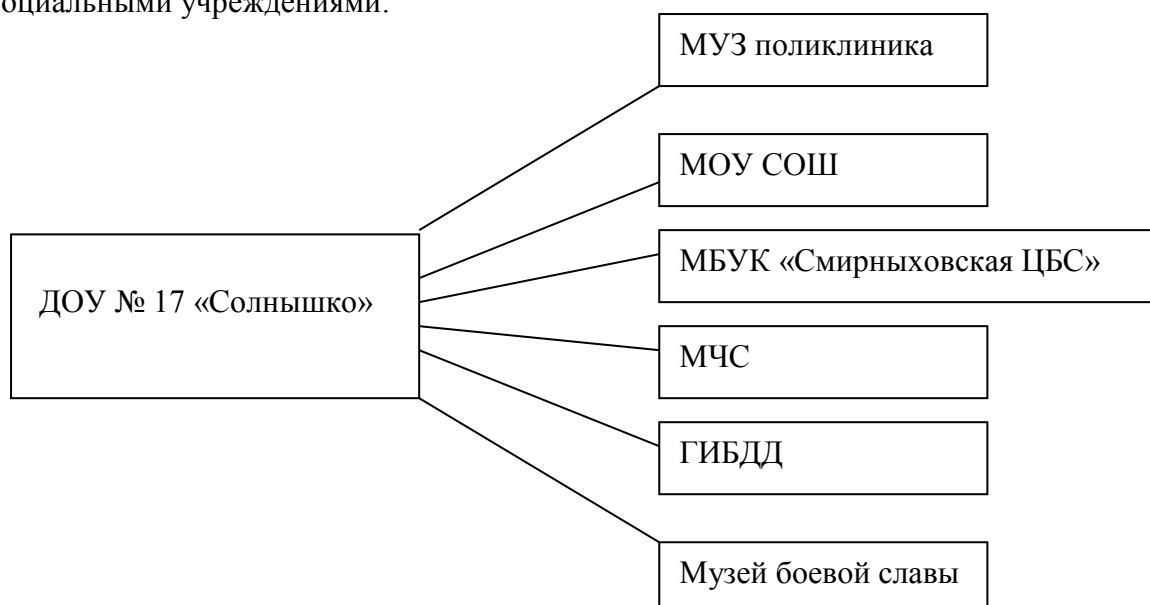 социальными учреждениями.
МУЗ поликлиника
МОУ СОШ
МБУК «Смирныховская ЦБС»
ДОУ № 17 «Солнышко»
МЧС
ГИБДД
Музей боевой славы